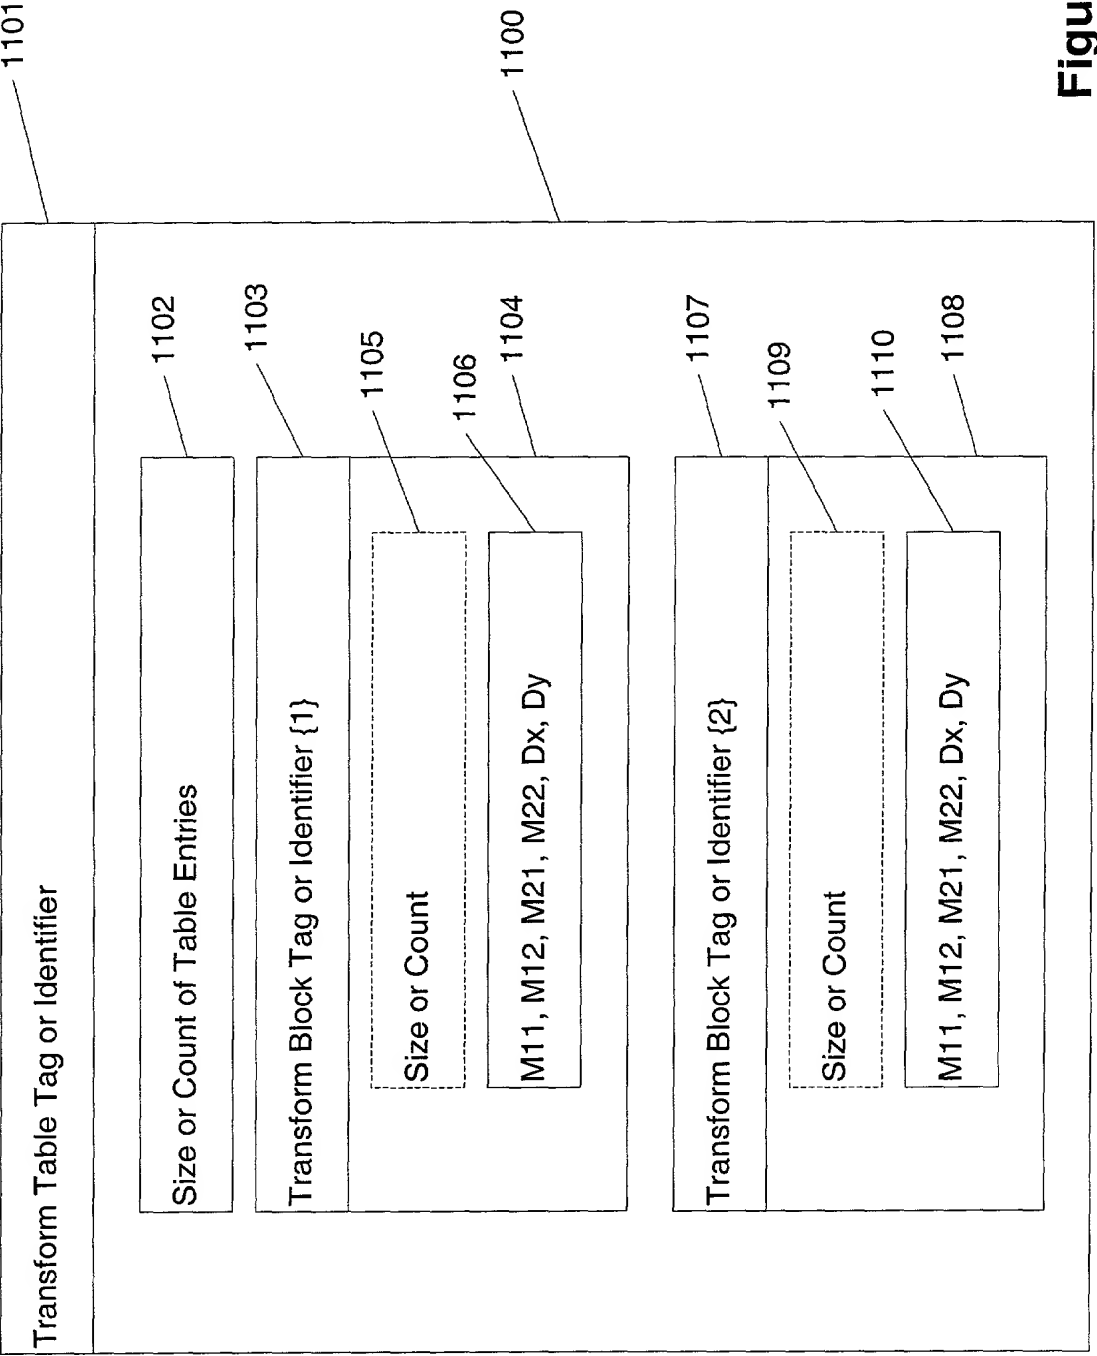 Transform Table Tag or Identifier
1101
Size or Count of Table Entries
1102
Transform Block Tag or Identifier {1}
1103
Size or Count
1105
M11, M12, M21, M22, Dx, Dy
1106
1104
1100
Transform Block Tag or Identifier {2}
1107
Size or Count
1109
M11, M12, M21, M22, Dx, Dy
1110
1108